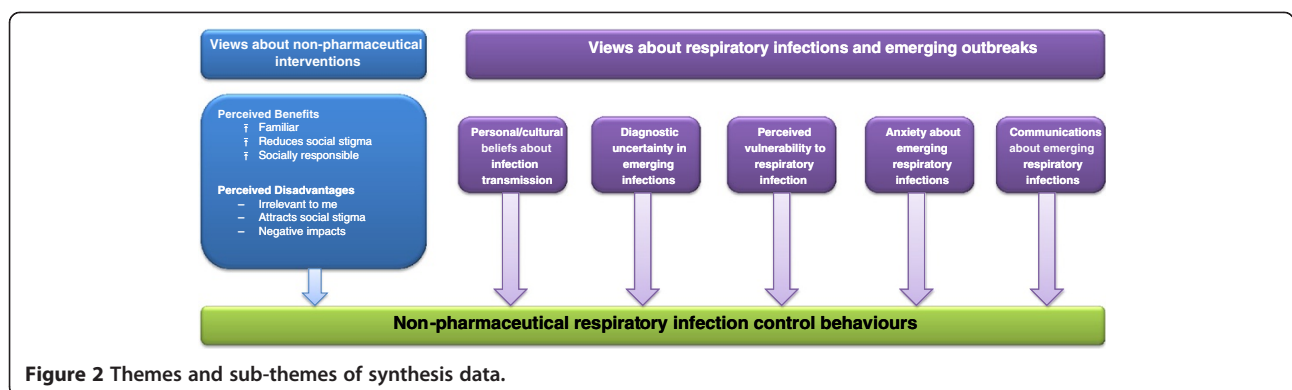 Views about non-pharmaceutical
interventions
Views about respiratory infections and emerging outbreaks
Perceived Benefits
† Familiar
† Reduces social stigma
† Socially responsible
Perceived Disadvantages
– Irrelevant to me
– Attracts social stigma
– Negative impacts
Personal/cultural
beliefs about
infection
transmission
Diagnostic
uncertainty in
emerging
infections
Perceived
vulnerability to
respiratory
infection
Anxiety about
emerging
respiratory
infections
Communications
about emerging
respiratory
infections
Non-pharmaceutical respiratory infection control behaviours
Figure 2 Themes and sub-themes of synthesis data.